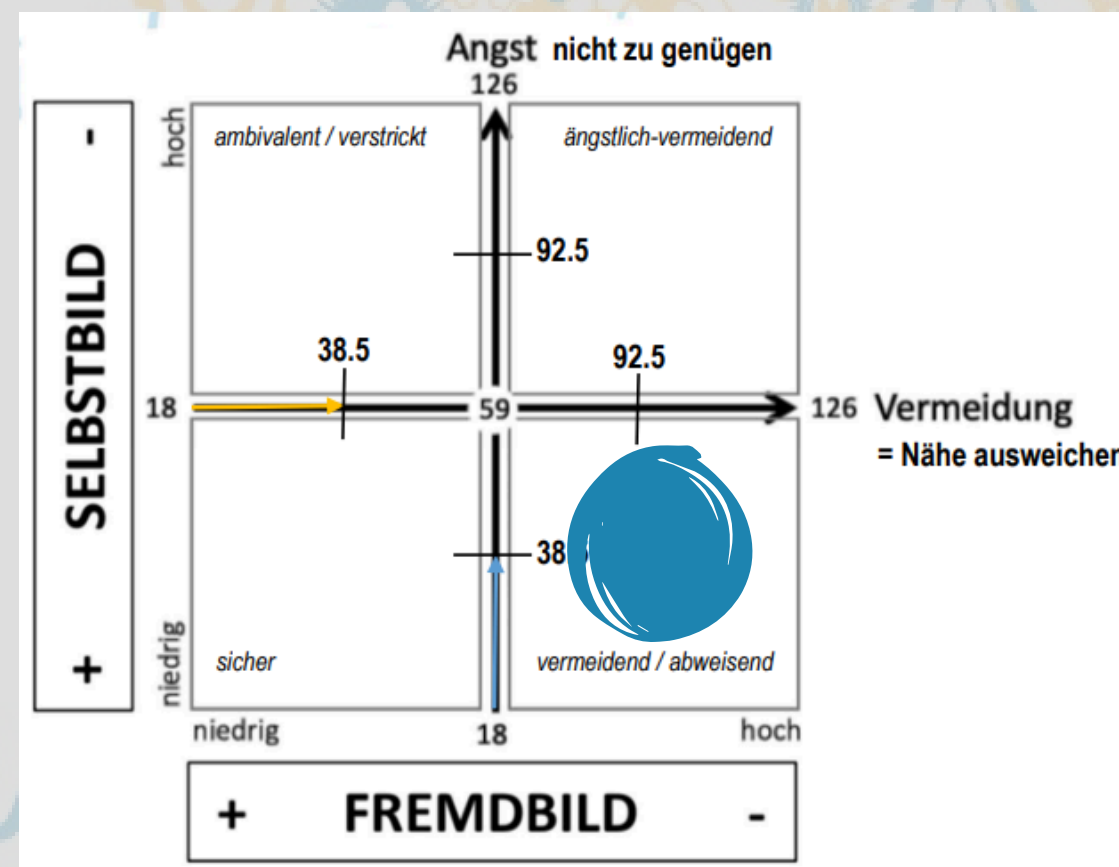 Angst nicht zu genügen
126
- hoch
ambivalent / verstrickt
ängstlich-vermeidend
92.5
SELBSTBILD
38.5
92.5
18
59
126 Vermeidung
= Nähe ausweichen
38
+ niedrig
sicher
vermeidend / abweisend
niedrig
18
hoch
+ FREMDBILD -